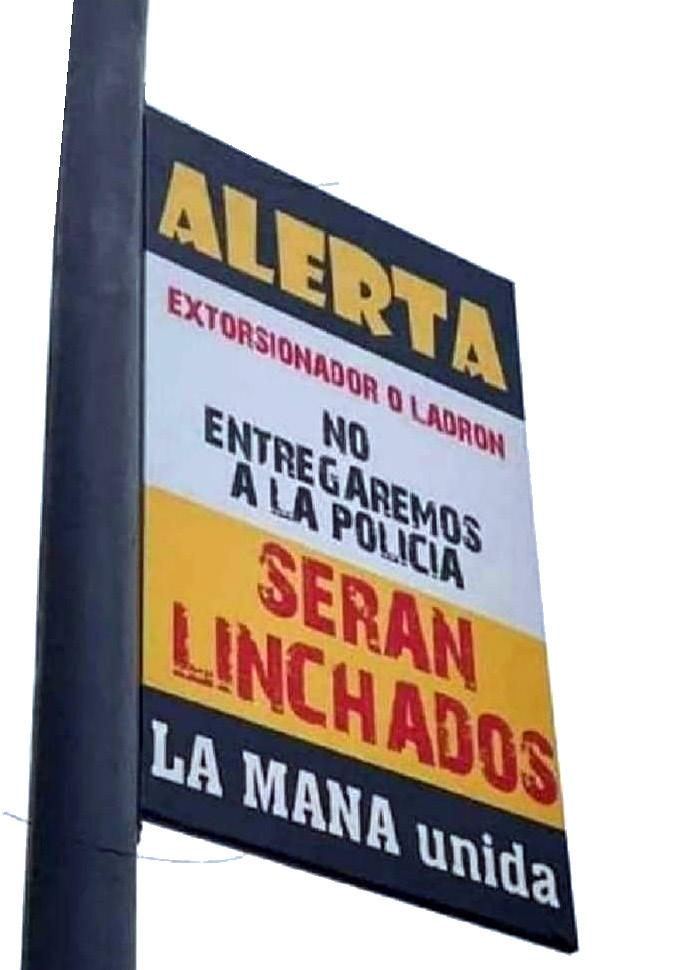 ALERTA
EXTORSIONADOR O LADRON
NO
ENTREGAREMOS
A LA POLICIA
SERAN
LINCHADOS
LA MANA unida